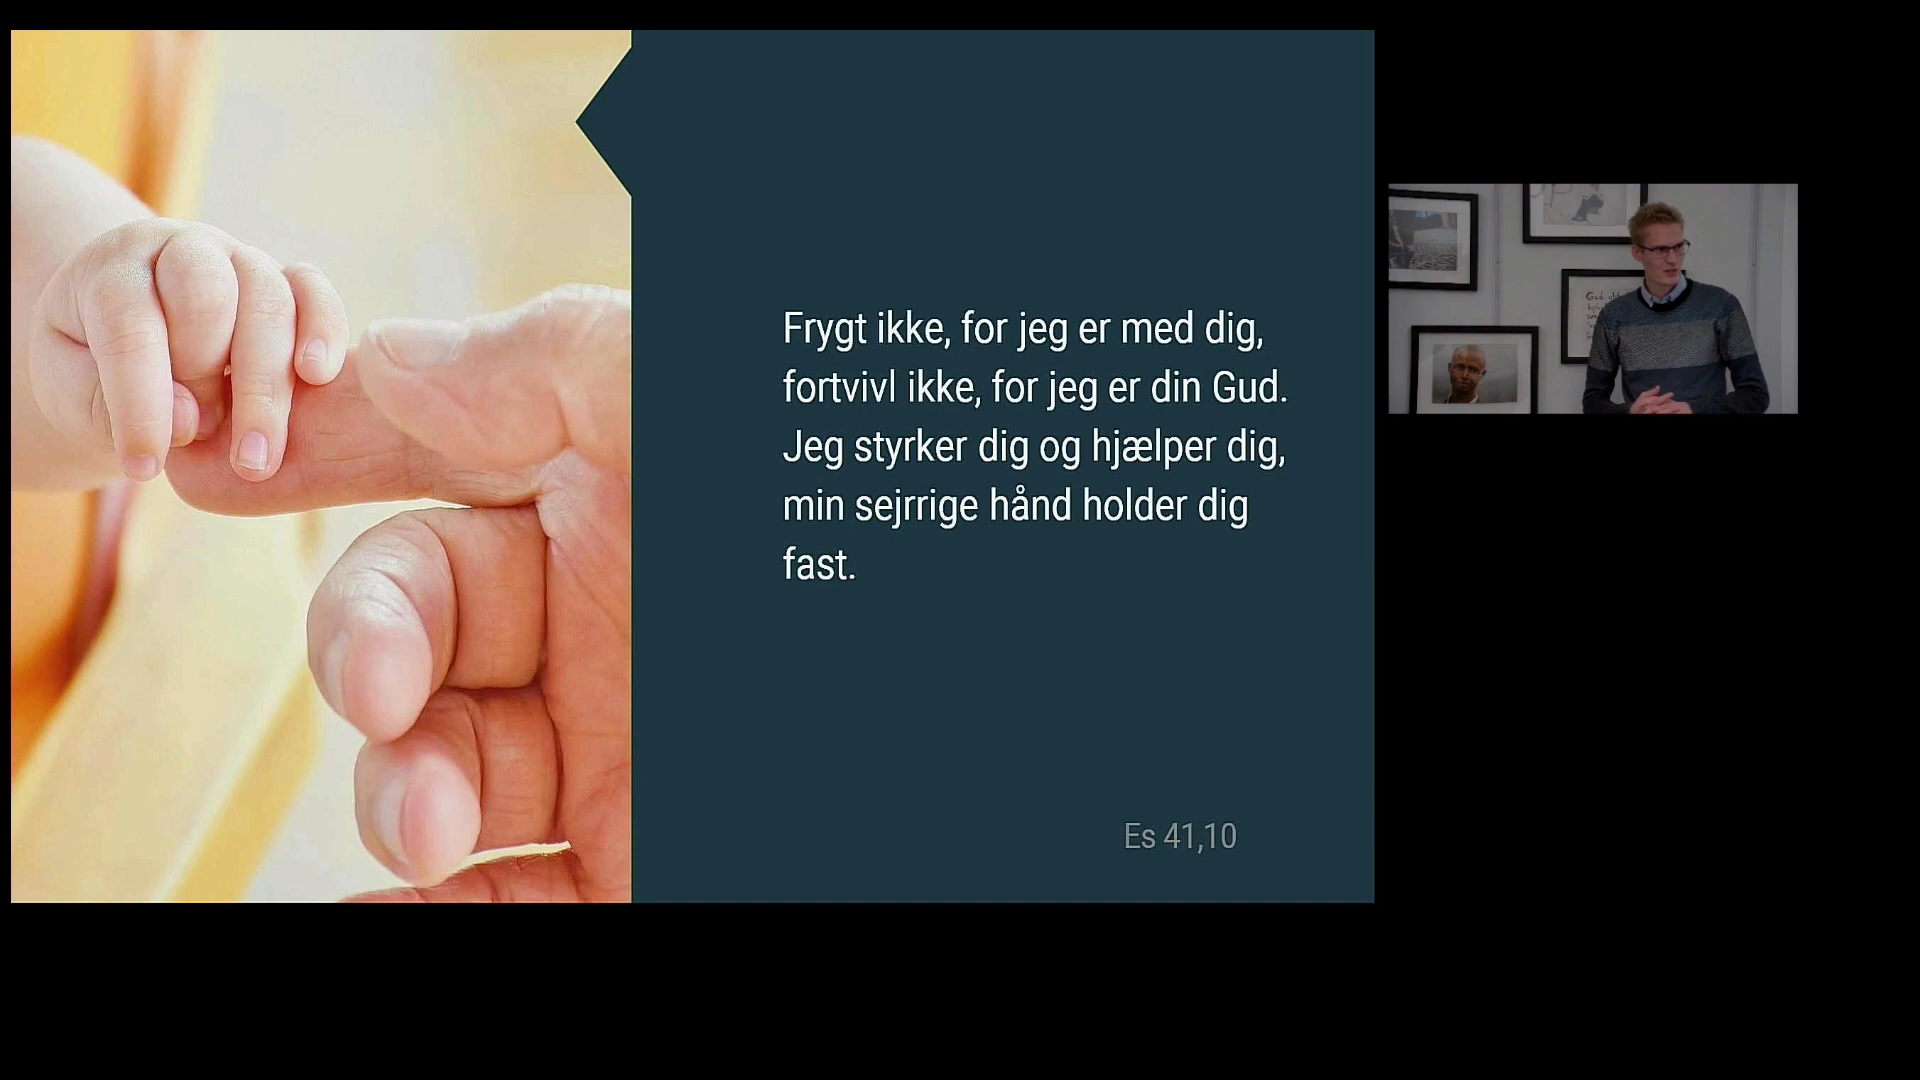 Frygt ikke, for jeg er med dig,
fortvivl ikke, for jeg er din Gud.
Jeg styrker dig og hjælper dig,
min sejrrige hånd holder dig
fast.
Es 41,10
Gud